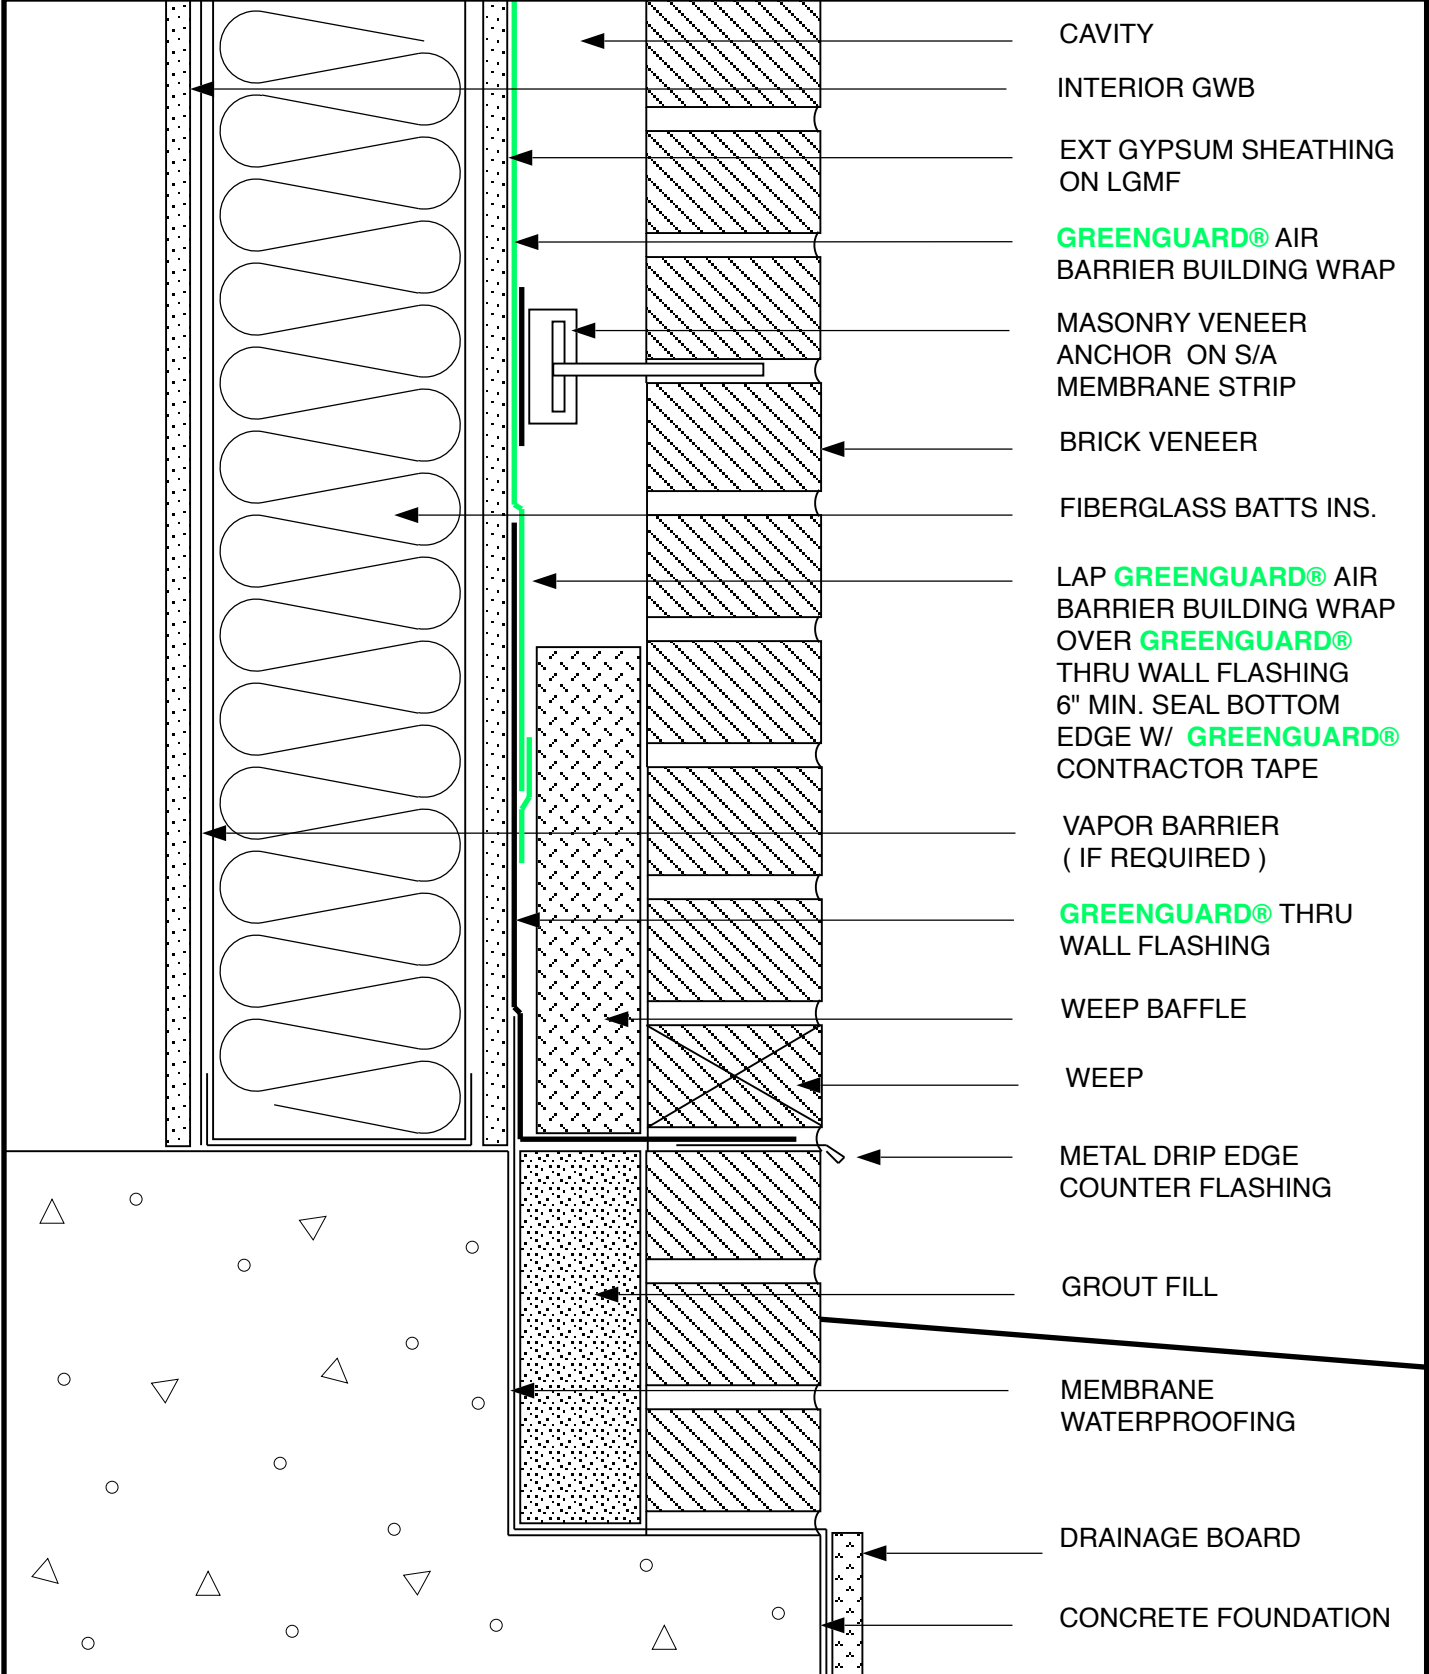 CAVITY
INTERIOR GWB
EXT GYPSUM SHEATHING
ON LGMF
GREENGUARD® AIR
BARRIER BUILDING WRAP
MASONRY VENEER
ANCHOR ON S/A
MEMBRANE STRIP
BRICK VENEER
FIBERGLASS BATTS INS.
LAP GREENGUARD® AIR
BARRIER BUILDING WRAP
OVER GREENGUARD®
THRU WALL FLASHING
6" MIN. SEAL BOTTOM
EDGE W/ GREENGUARD®
CONTRACTOR TAPE
VAPOR BARRIER
( IF REQUIRED )
GREENGUARD® THRU
WALL FLASHING
WEEP BAFFLE
WEEP
METAL DRIP EDGE
COUNTER FLASHING
GROUT FILL
MEMBRANE
WATERPROOFING
DRAINAGE BOARD
CONCRETE FOUNDATION